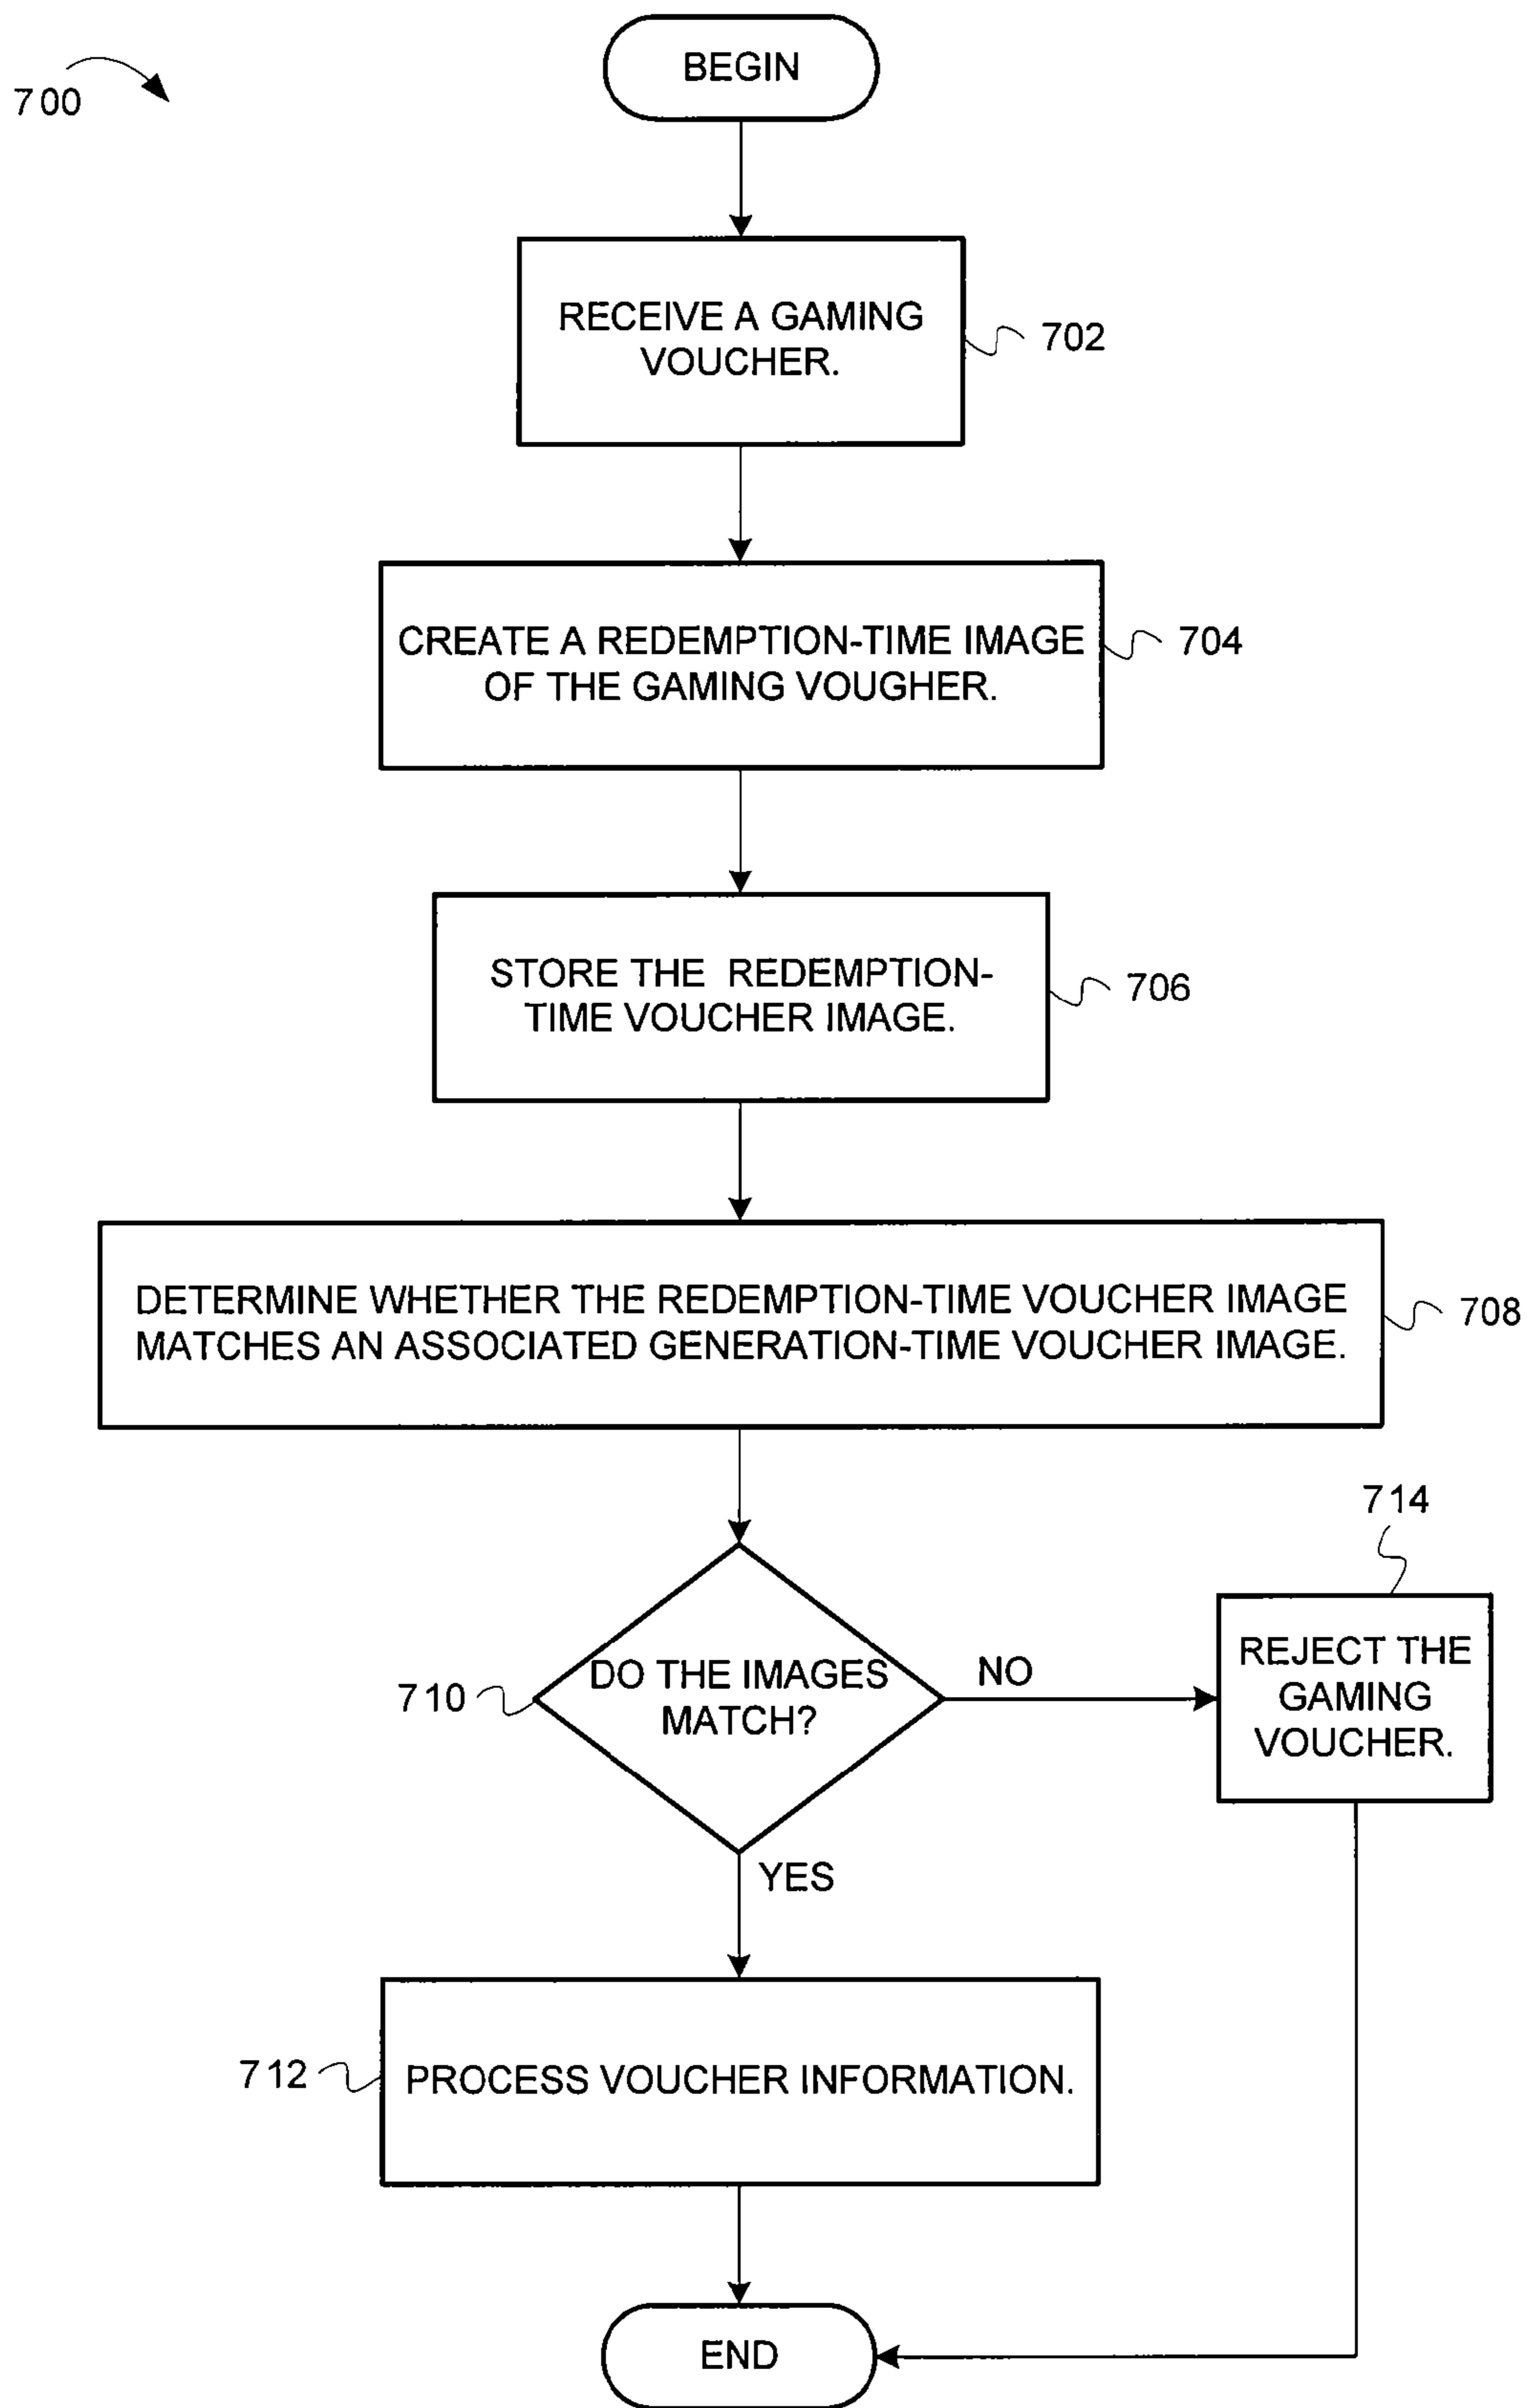 700
BEGIN
RECEIVE A GAMING
VOUCHER.
702
CREATE A REDEMPTION-TIME IMAGE
OF THE GAMING VOUGHER.
704
STORE THE REDEMPTION-
TIME VOUCHER IMAGE.
706
DETERMINE WHETHER THE REDEMPTION-TIME VOUCHER IMAGE
MATCHES AN ASSOCIATED GENERATION-TIME VOUCHER IMAGE.
708
710
DO THE IMAGES
MATCH?
NO
714
REJECT THE
GAMING
VOUCHER.
YES
712
PROCESS VOUCHER INFORMATION.
END